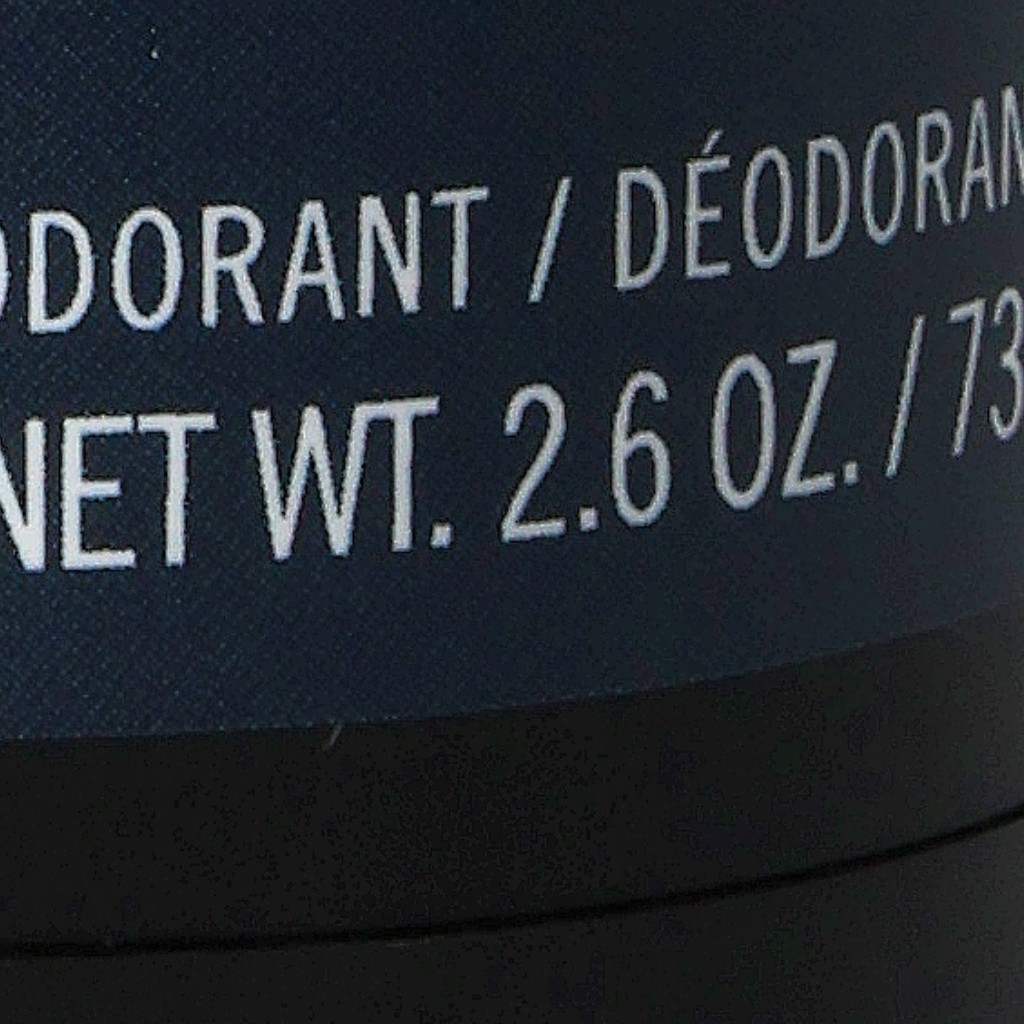 ODORANT / DÉODORAN
NET WT. 2.6 OZ. / 73